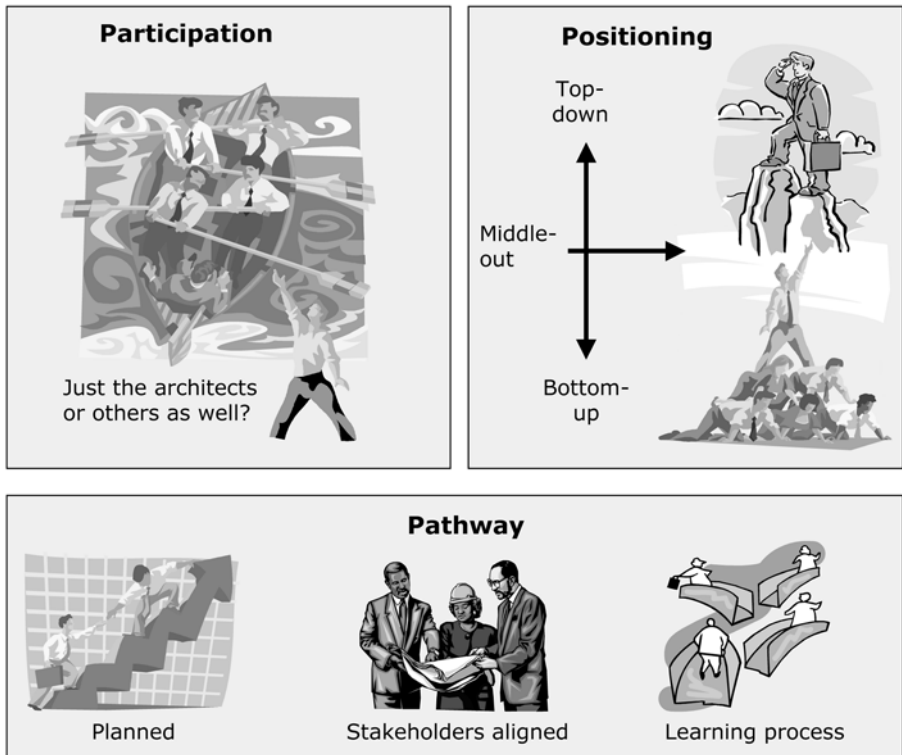 Participation
Just the architects
or others as well?
Positioning
Top-
down
Middle-
out
Bottom-
up
Pathway
Planned
Stakeholders aligned
Learning process